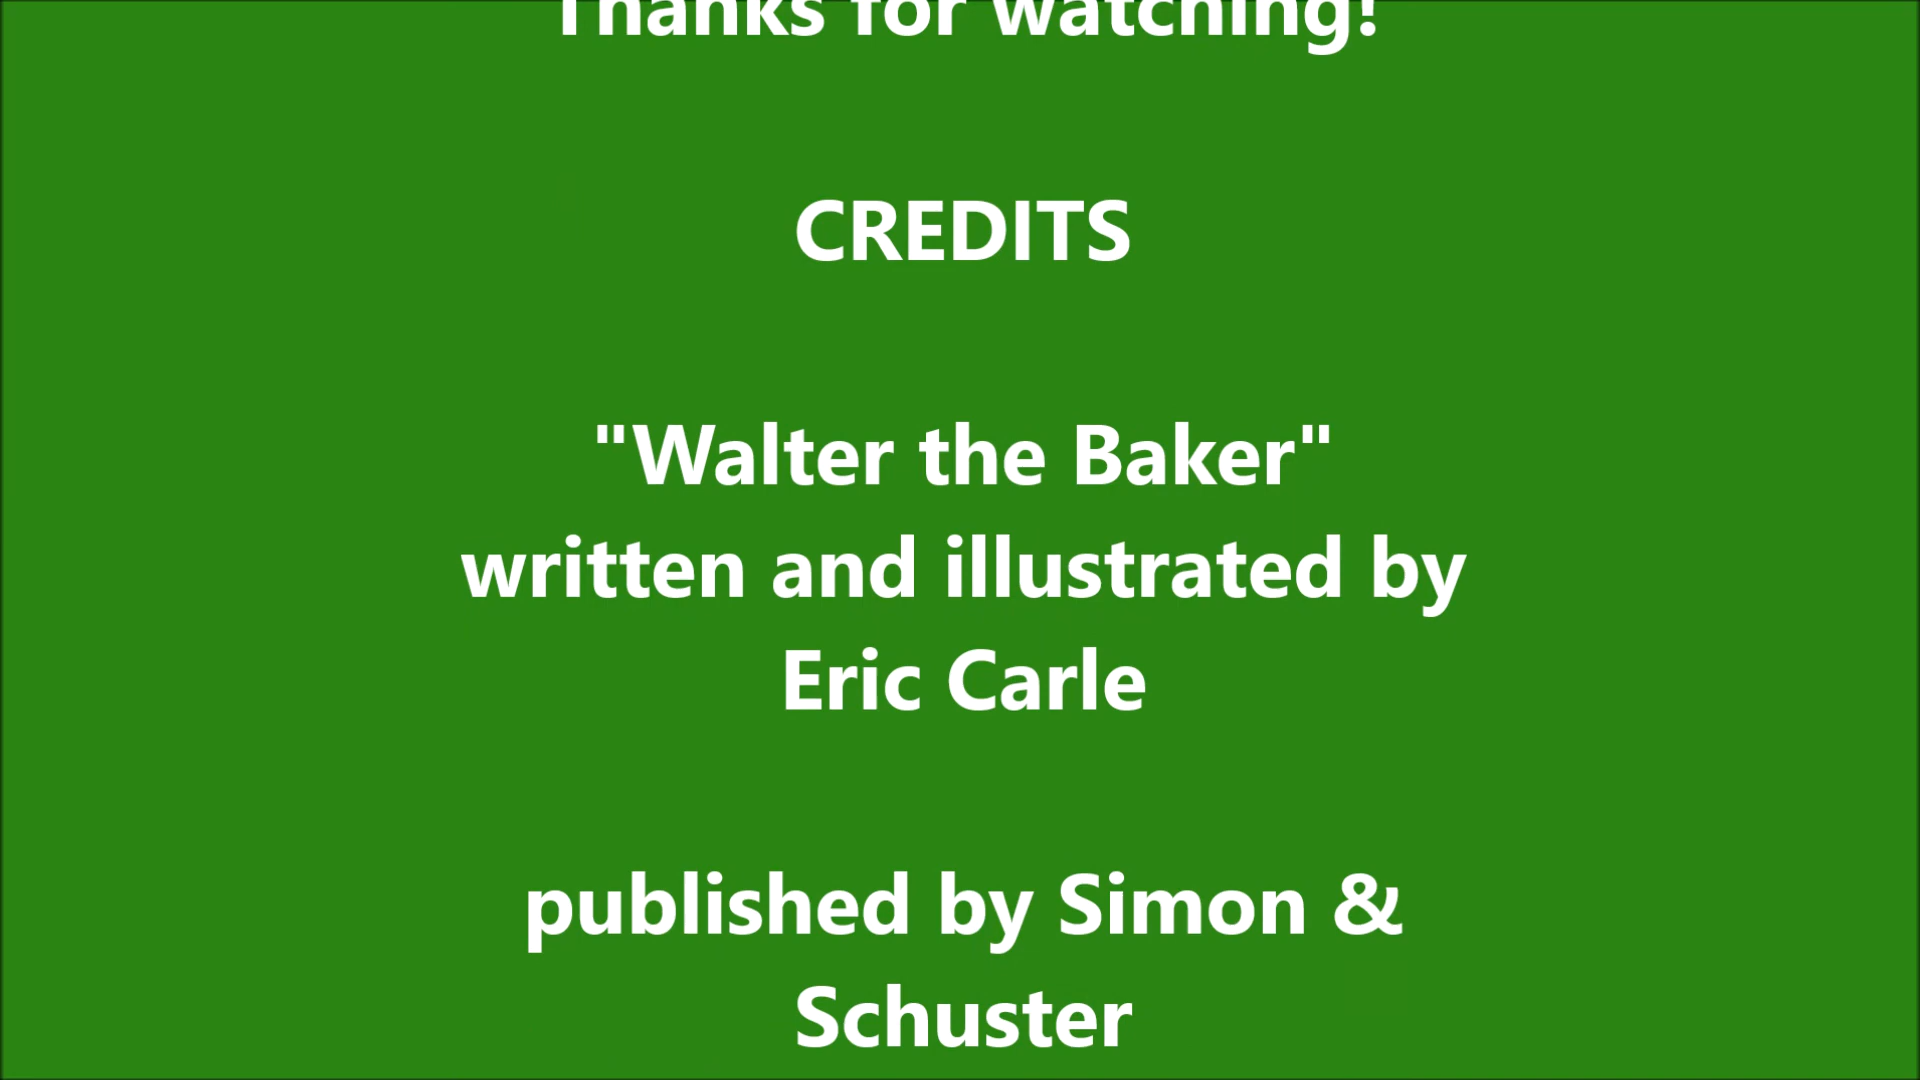 Thanks for watching!
CREDITS
"Walter the Baker"
written and illustrated by
Eric Carle
published by Simon &
Schuster